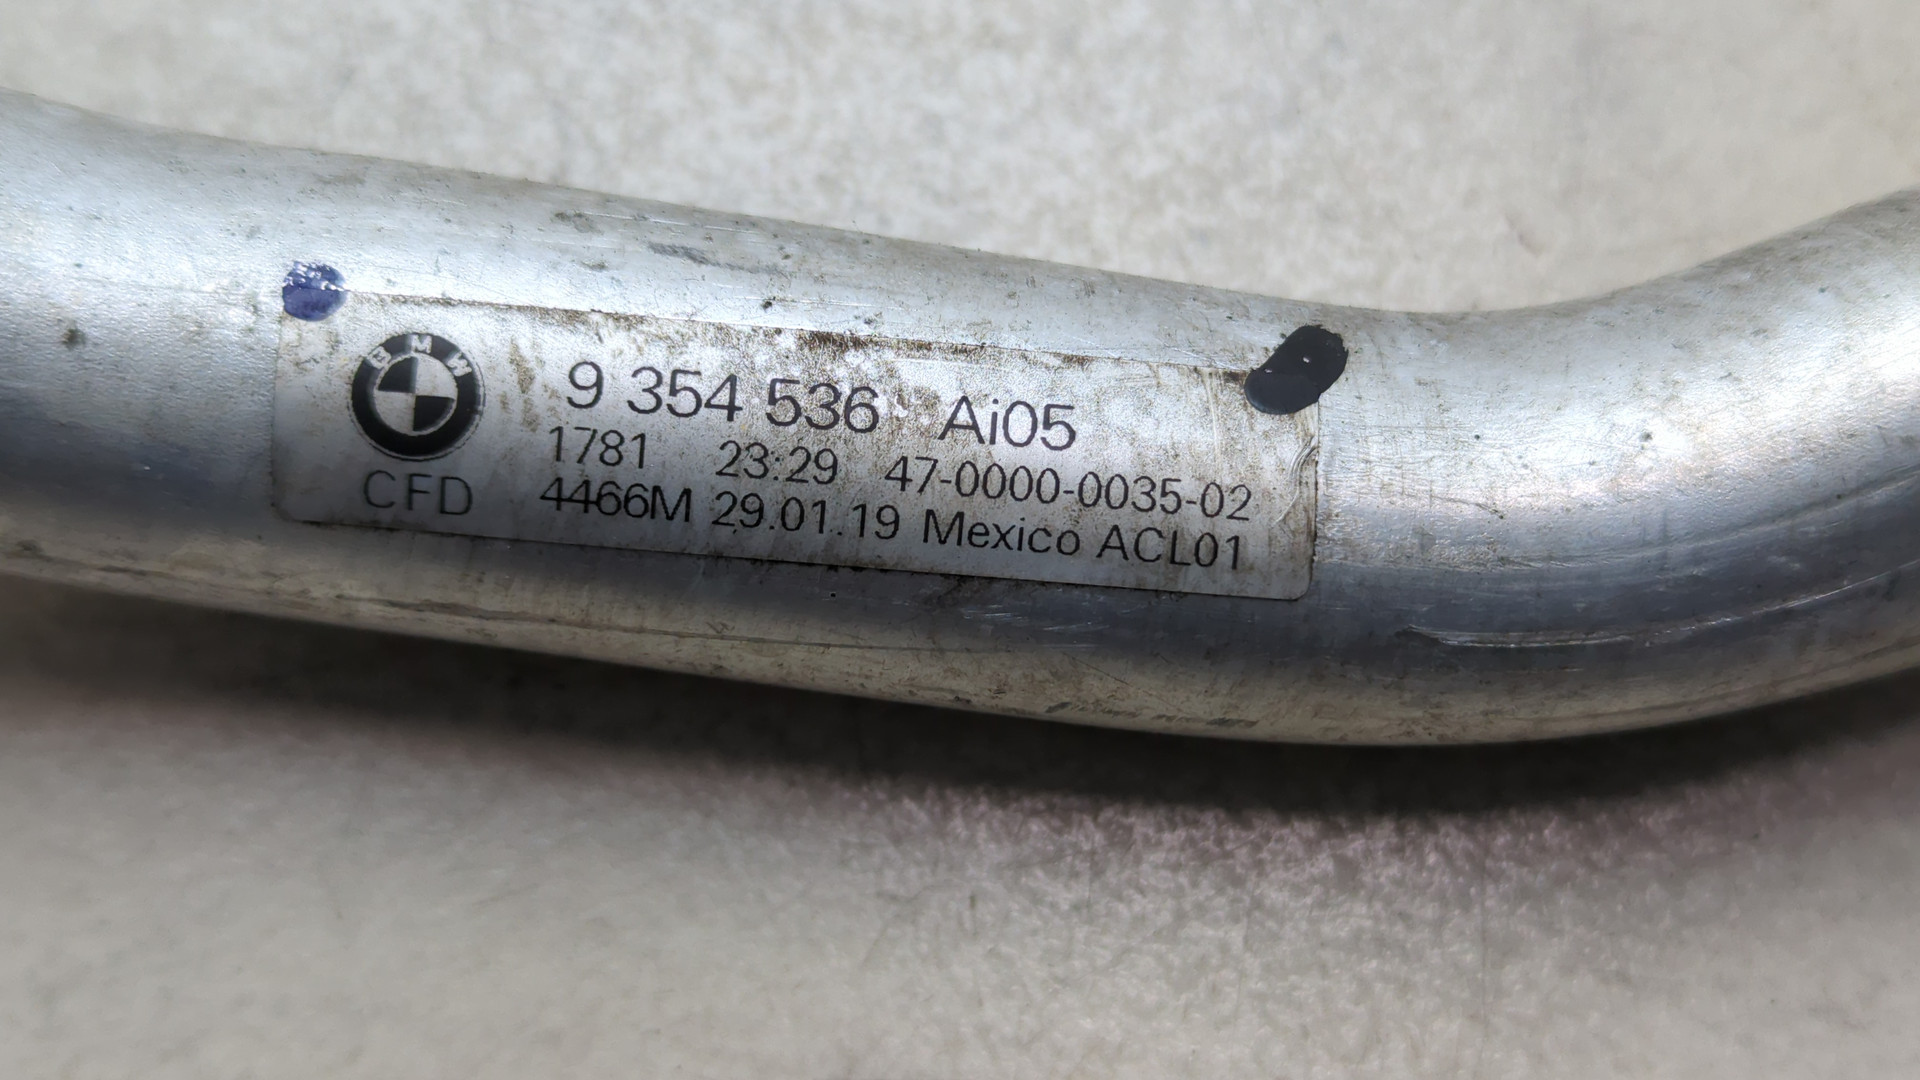 BMW
9 354 536 Ai05
1781 23:29 47-0000-0035-02
CFD 4466M 29.01.19 Mexico ACL01